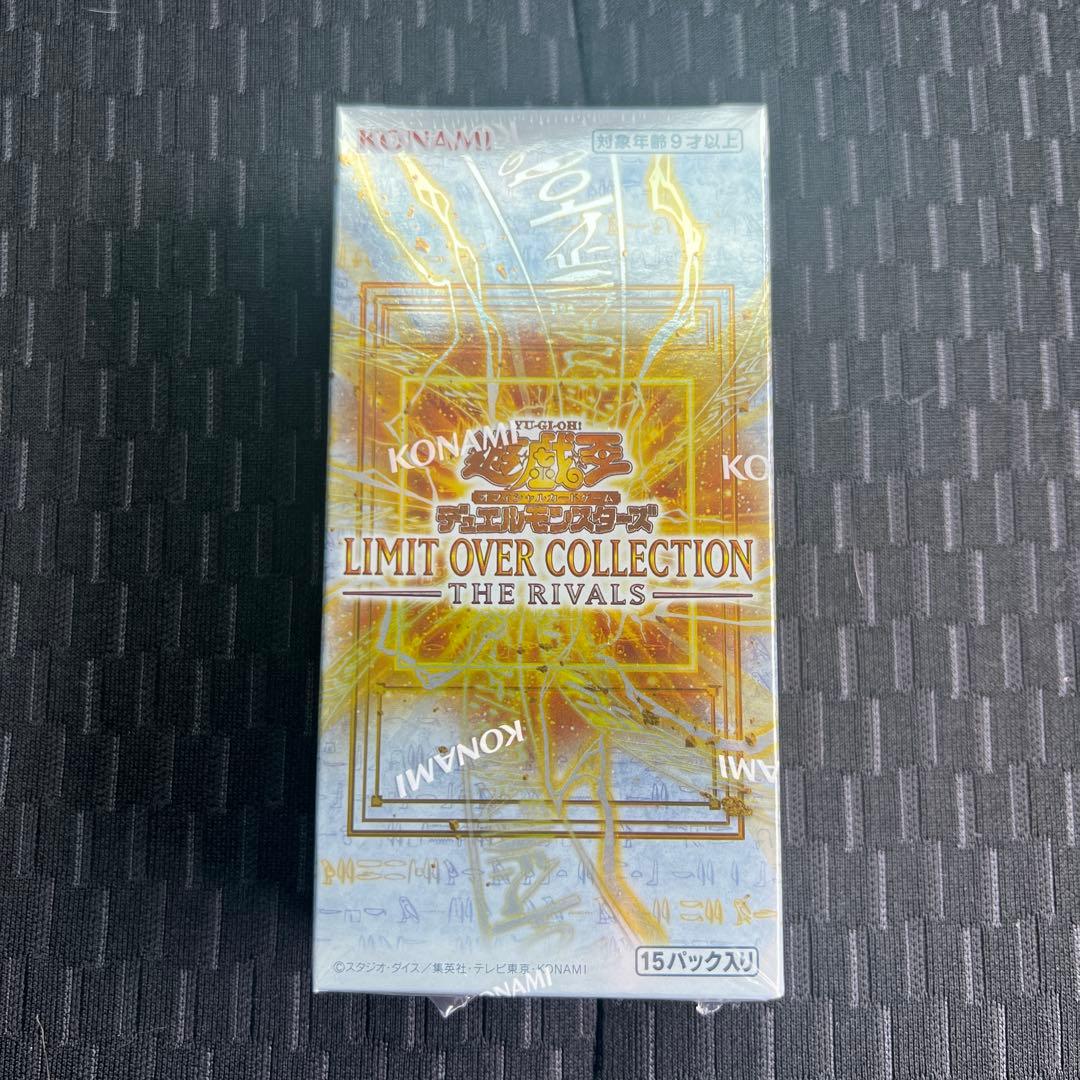 KONAMI
対象年齢9才以上
YU-GI-OH!
KONAMI
遊戯王
KO
オフィシャルカードゲーム
デュエルモンスターズ
LIMIT OVER COLLECTION
THE RIVALS
KONAMI
AMI
©スタジオ・ダイス/集英社・テレビ東京・KONAMI
15パック入り
KONAMI